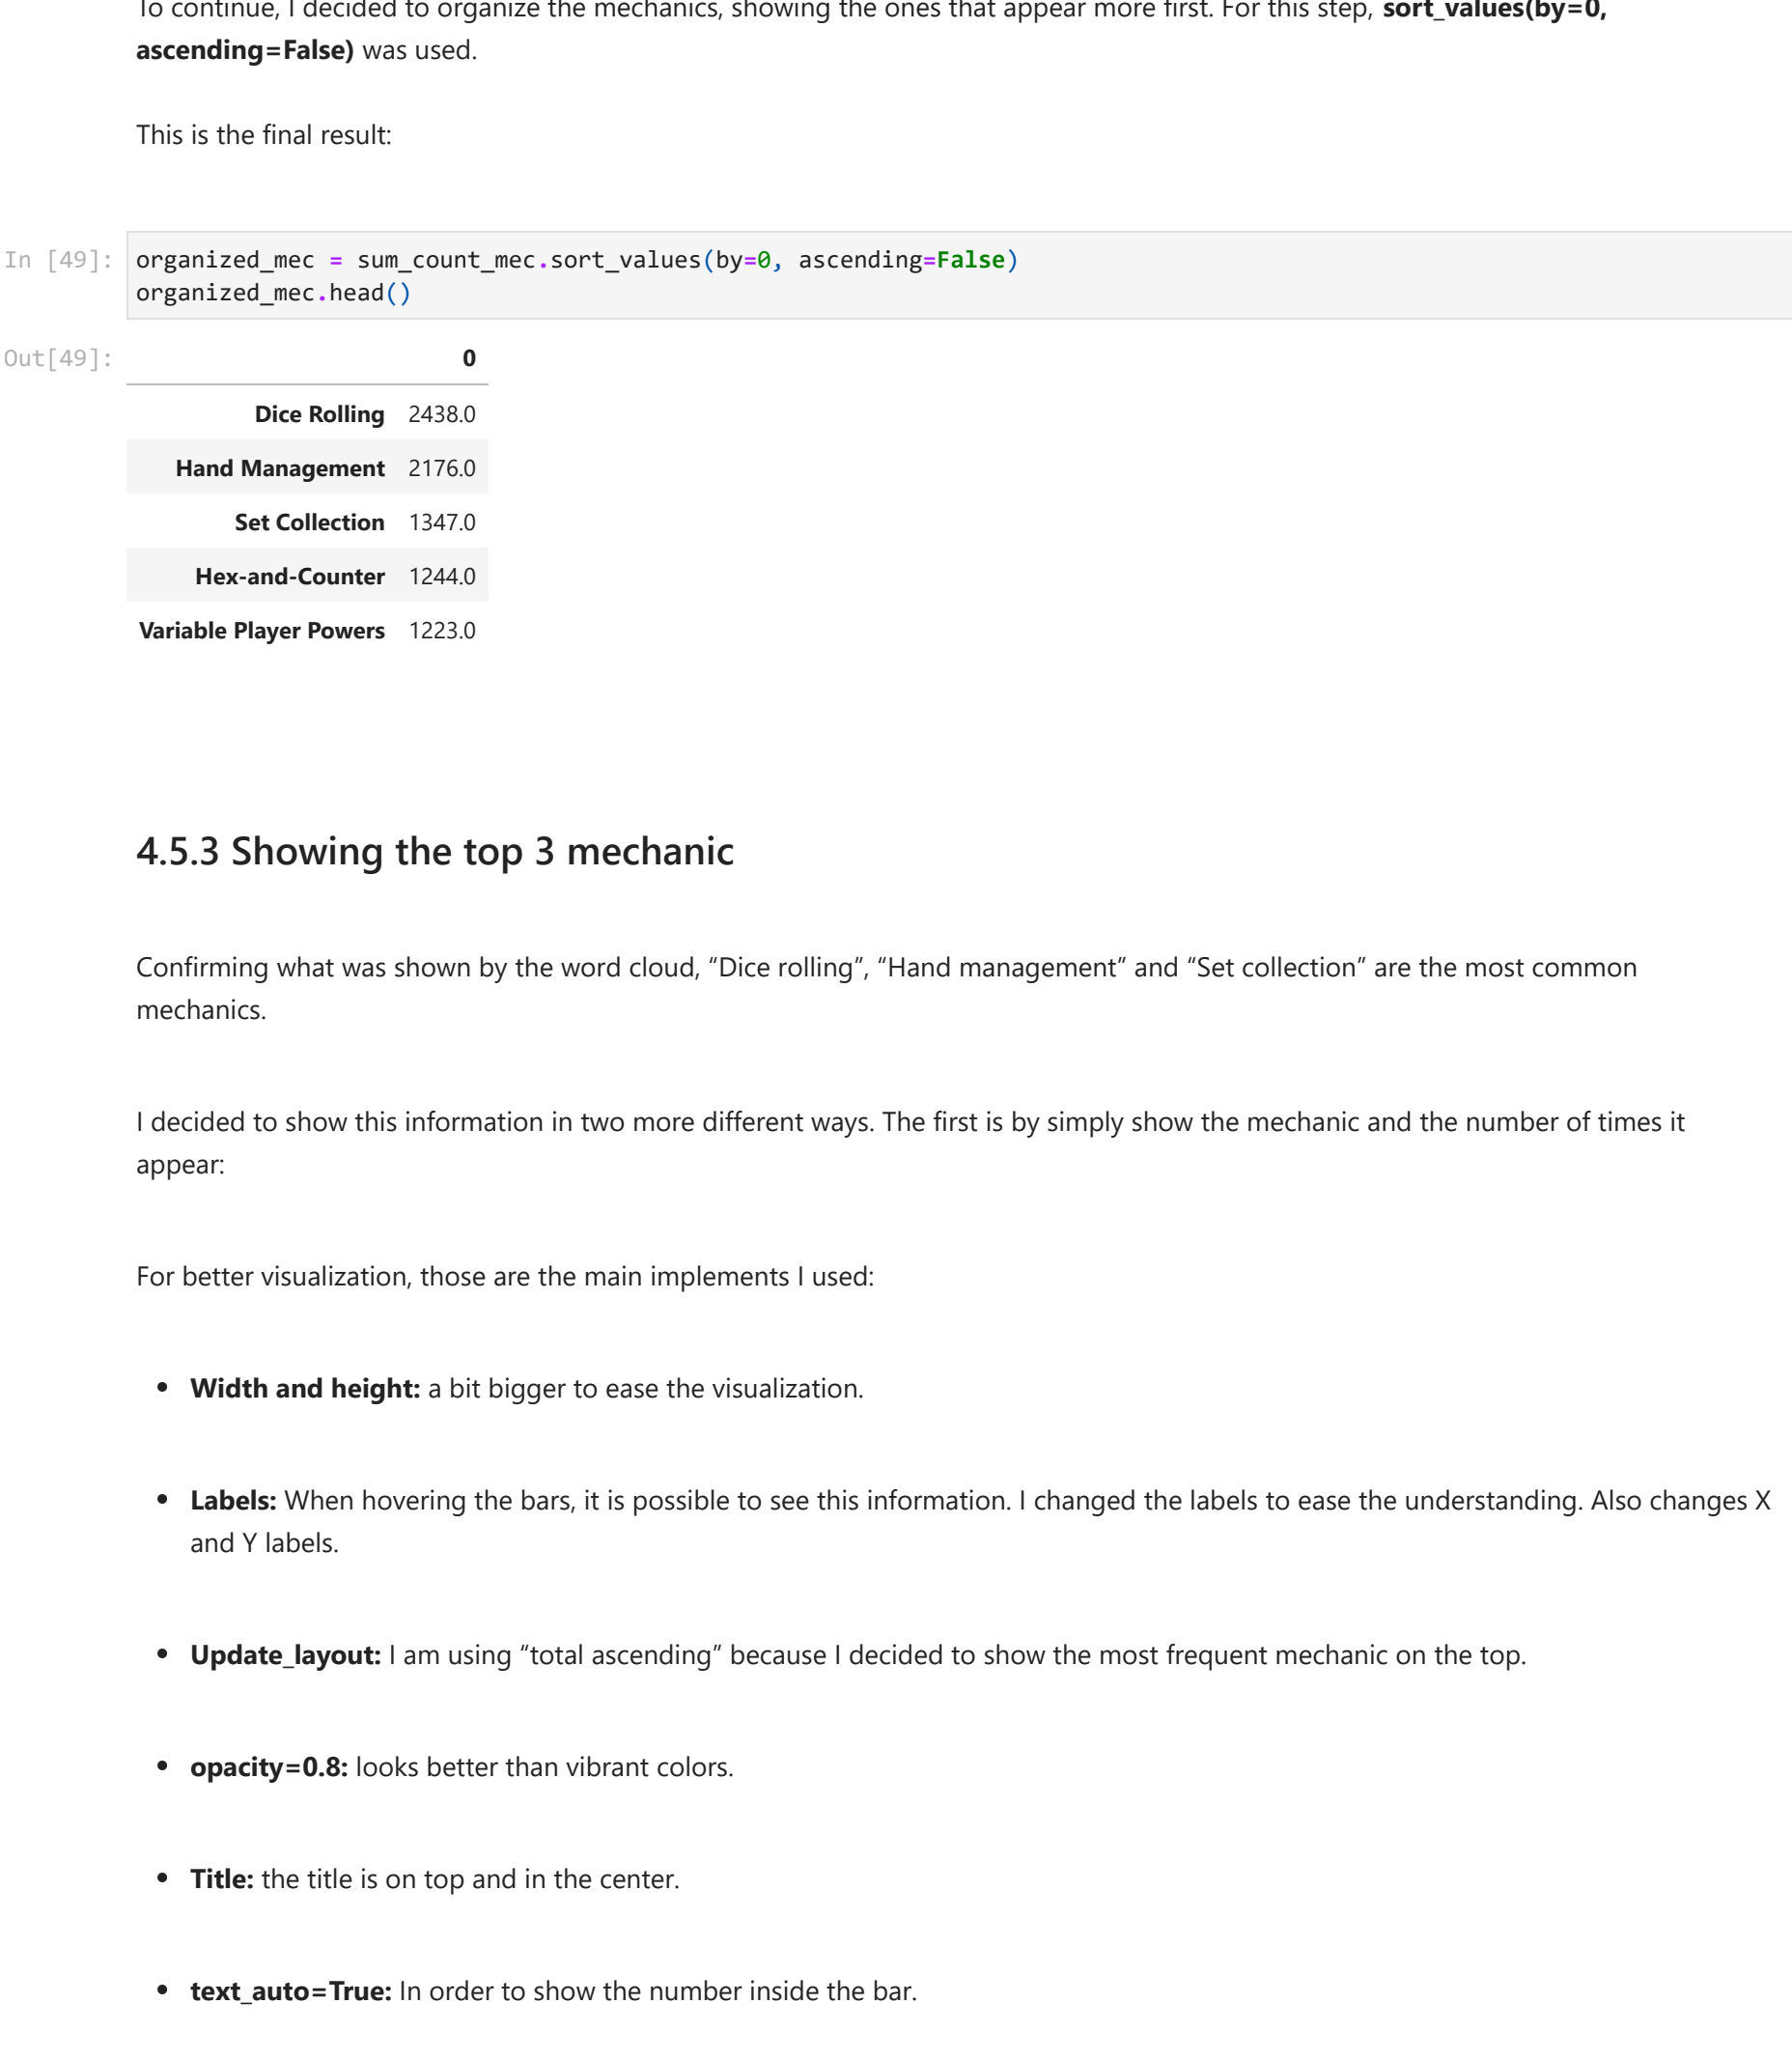 To continue, I decided to organize the mechanics, showing the ones that appear more first. For this step, sort_values(by=0,
ascending=False) was used.
This is the final result:
In [49]: organized_mec = sum_count_mec.sort_values(by=0, ascending=False)
organized_mec.head()
Out[49]: 0
Dice Rolling 2438.0
Hand Management 2176.0
Set Collection 1347.0
Hex-and-Counter 1244.0
Variable Player Powers 1223.0
4.5.3 Showing the top 3 mechanic
Confirming what was shown by the word cloud, “Dice rolling”, “Hand management” and “Set collection” are the most common
mechanics.
I decided to show this information in two more different ways. The first is by simply show the mechanic and the number of times it
appear:
For better visualization, those are the main implements I used:
• Width and height: a bit bigger to ease the visualization.
• Labels: When hovering the bars, it is possible to see this information. I changed the labels to ease the understanding. Also changes X
and Y labels.
• Update_layout: I am using “total ascending” because I decided to show the most frequent mechanic on the top.
• opacity=0.8: looks better than vibrant colors.
• Title: the title is on top and in the center.
• text_auto=True: In order to show the number inside the bar.